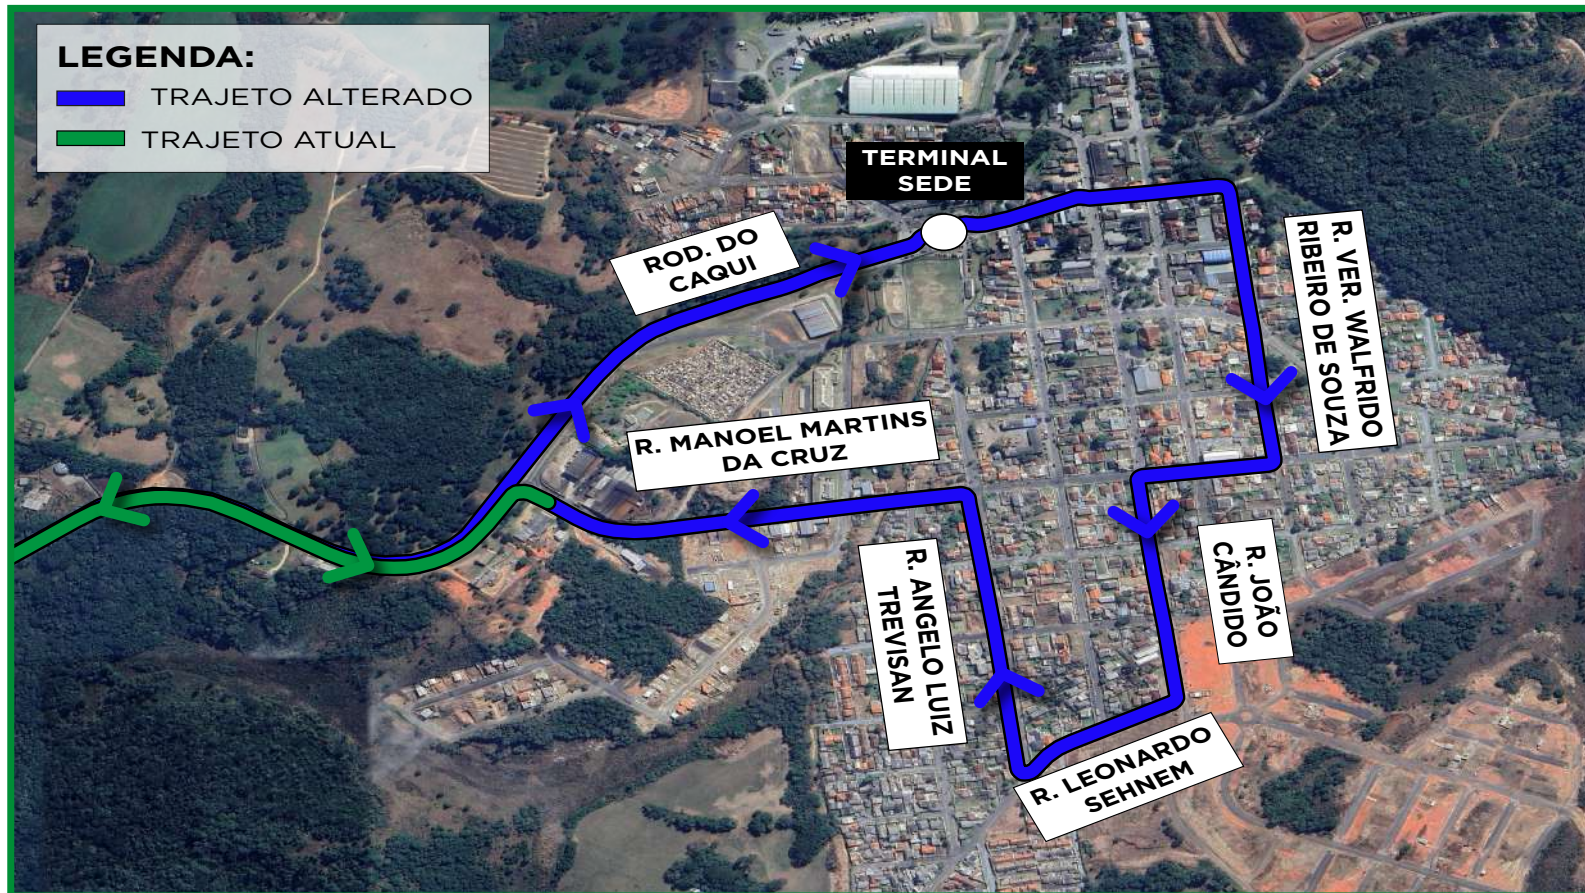 LEGENDA:
TRAJETO ALTERADO
TRAJETO ATUAL
TERMINAL
SEDE
ROD. DO
CAQUI
R. VER. WALFRIDO
RIBEIRO DE SOUZA
R. MANOEL MARTINS
DA CRUZ
R. JOÃO
CÂNDIDO
R. ANGELO LUIZ
TREVISAN
R. LEONARDO
SEHNEM